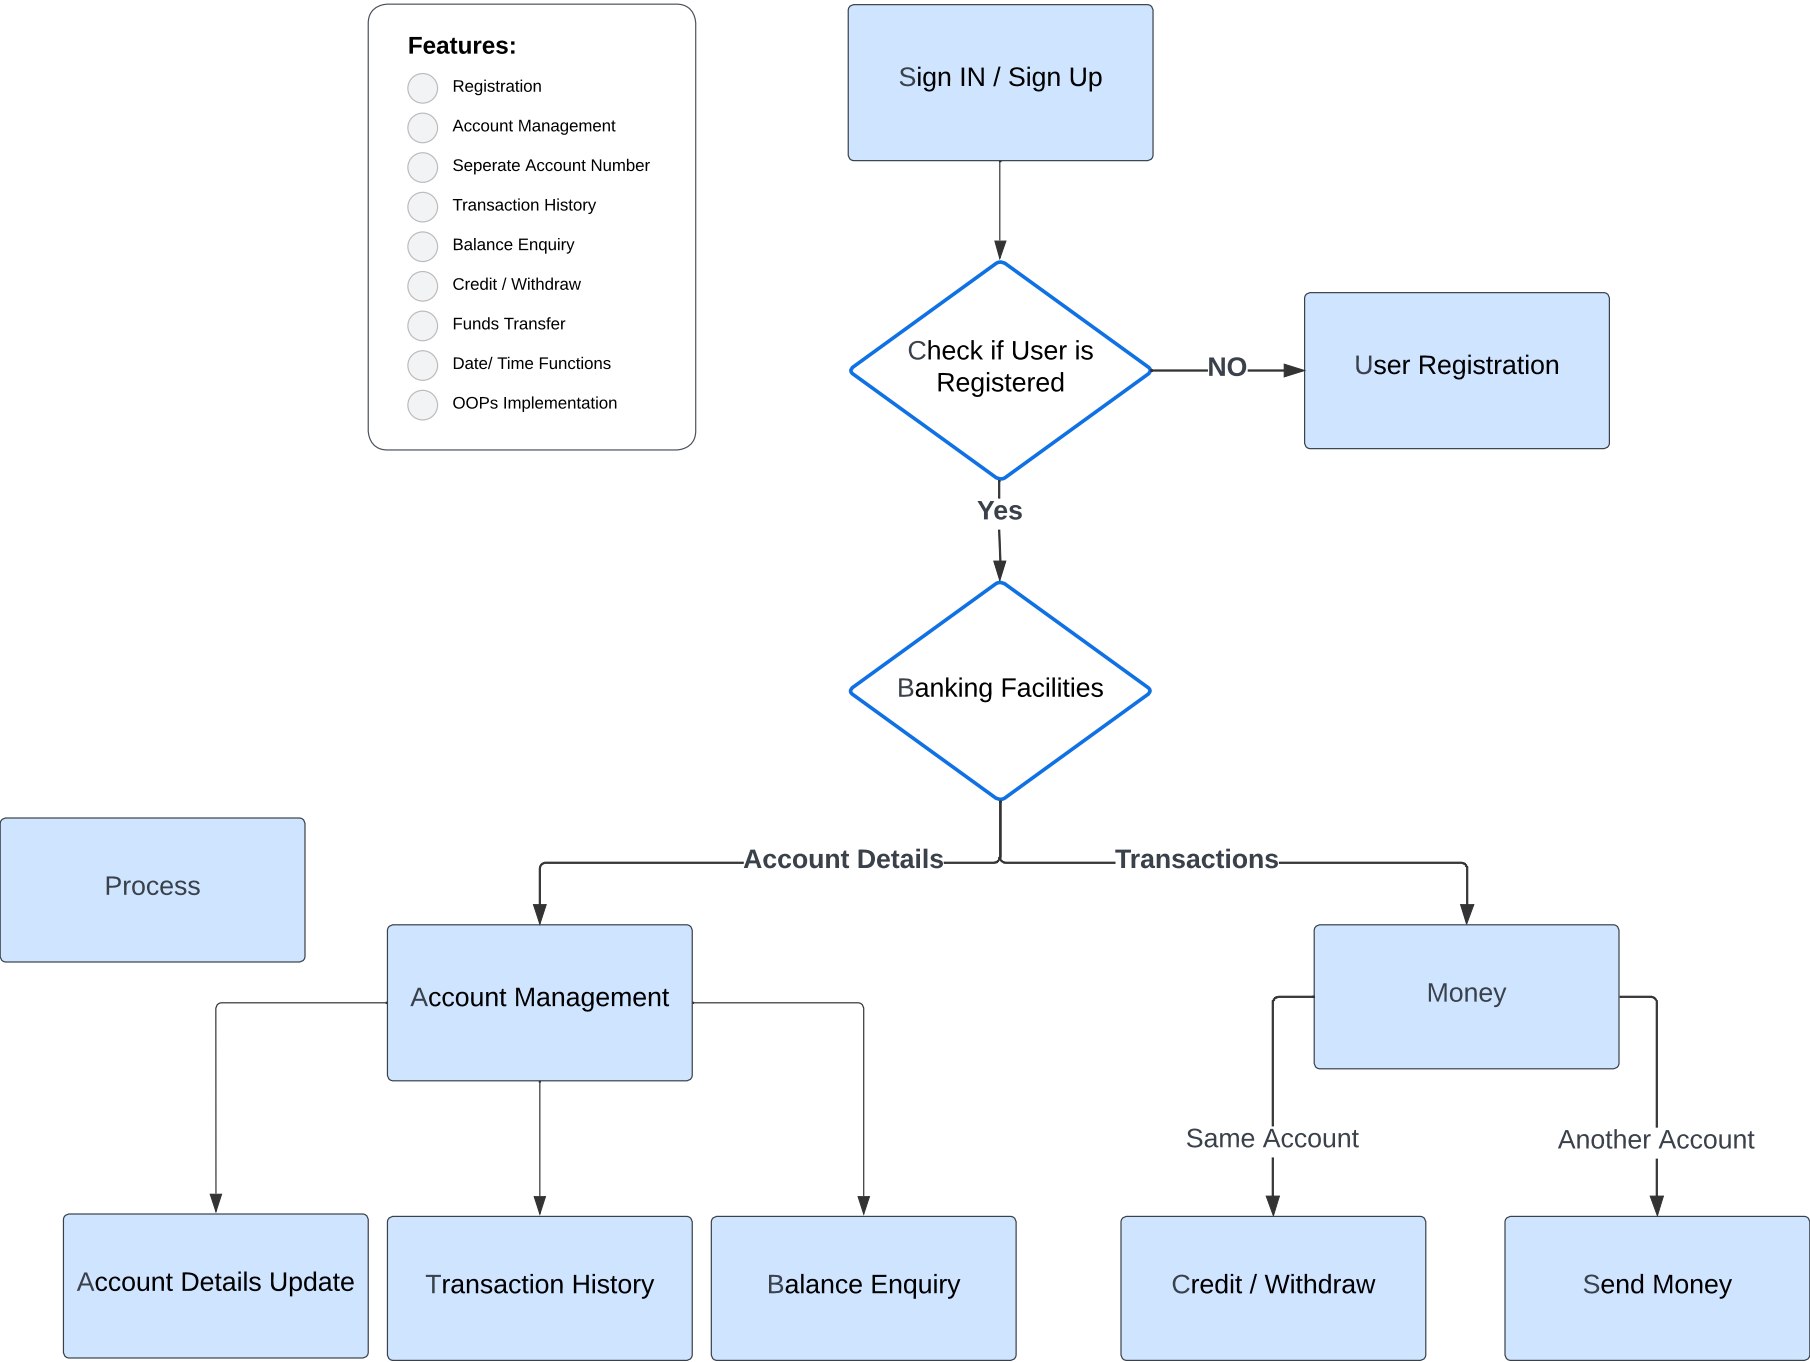 Features:
Registration
Account Management
Seperate Account Number
Transaction History
Balance Enquiry
Credit / Withdraw
Funds Transfer
Date/ Time Functions
OOPs Implementation
Sign IN / Sign Up
Check if User is
Registered
NO
User Registration
Yes
Banking Facilities
Account Details
Transactions
Process
Account Management
Money
Same Account
Another Account
Account Details Update
Transaction History
Balance Enquiry
Credit / Withdraw
Send Money